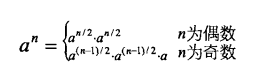 aⁿ = { a^{n/2}·a^{n/2} n为偶数
a^{(n-1)/2}·a^{(n-1)/2}·a n为奇数